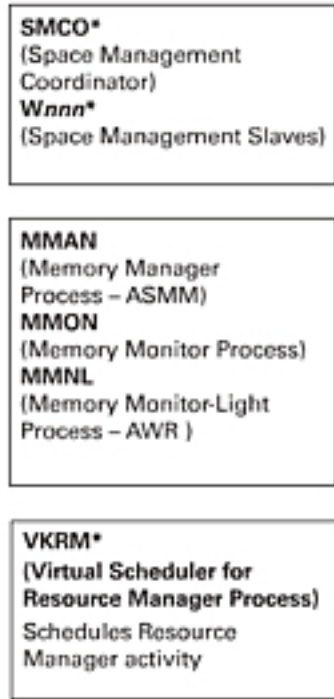 SMCO*
(Space Management
Coordinator)
Wnnn*
(Space Management Slaves)
MMAN
(Memory Manager
Process – ASMM)
MMON
(Memory Monitor Process)
MMNL
(Memory Monitor-Light
Process – AWR )
VKRM*
(Virtual Scheduler for
Resource Manager Process)
Schedules Resource
Manager activity